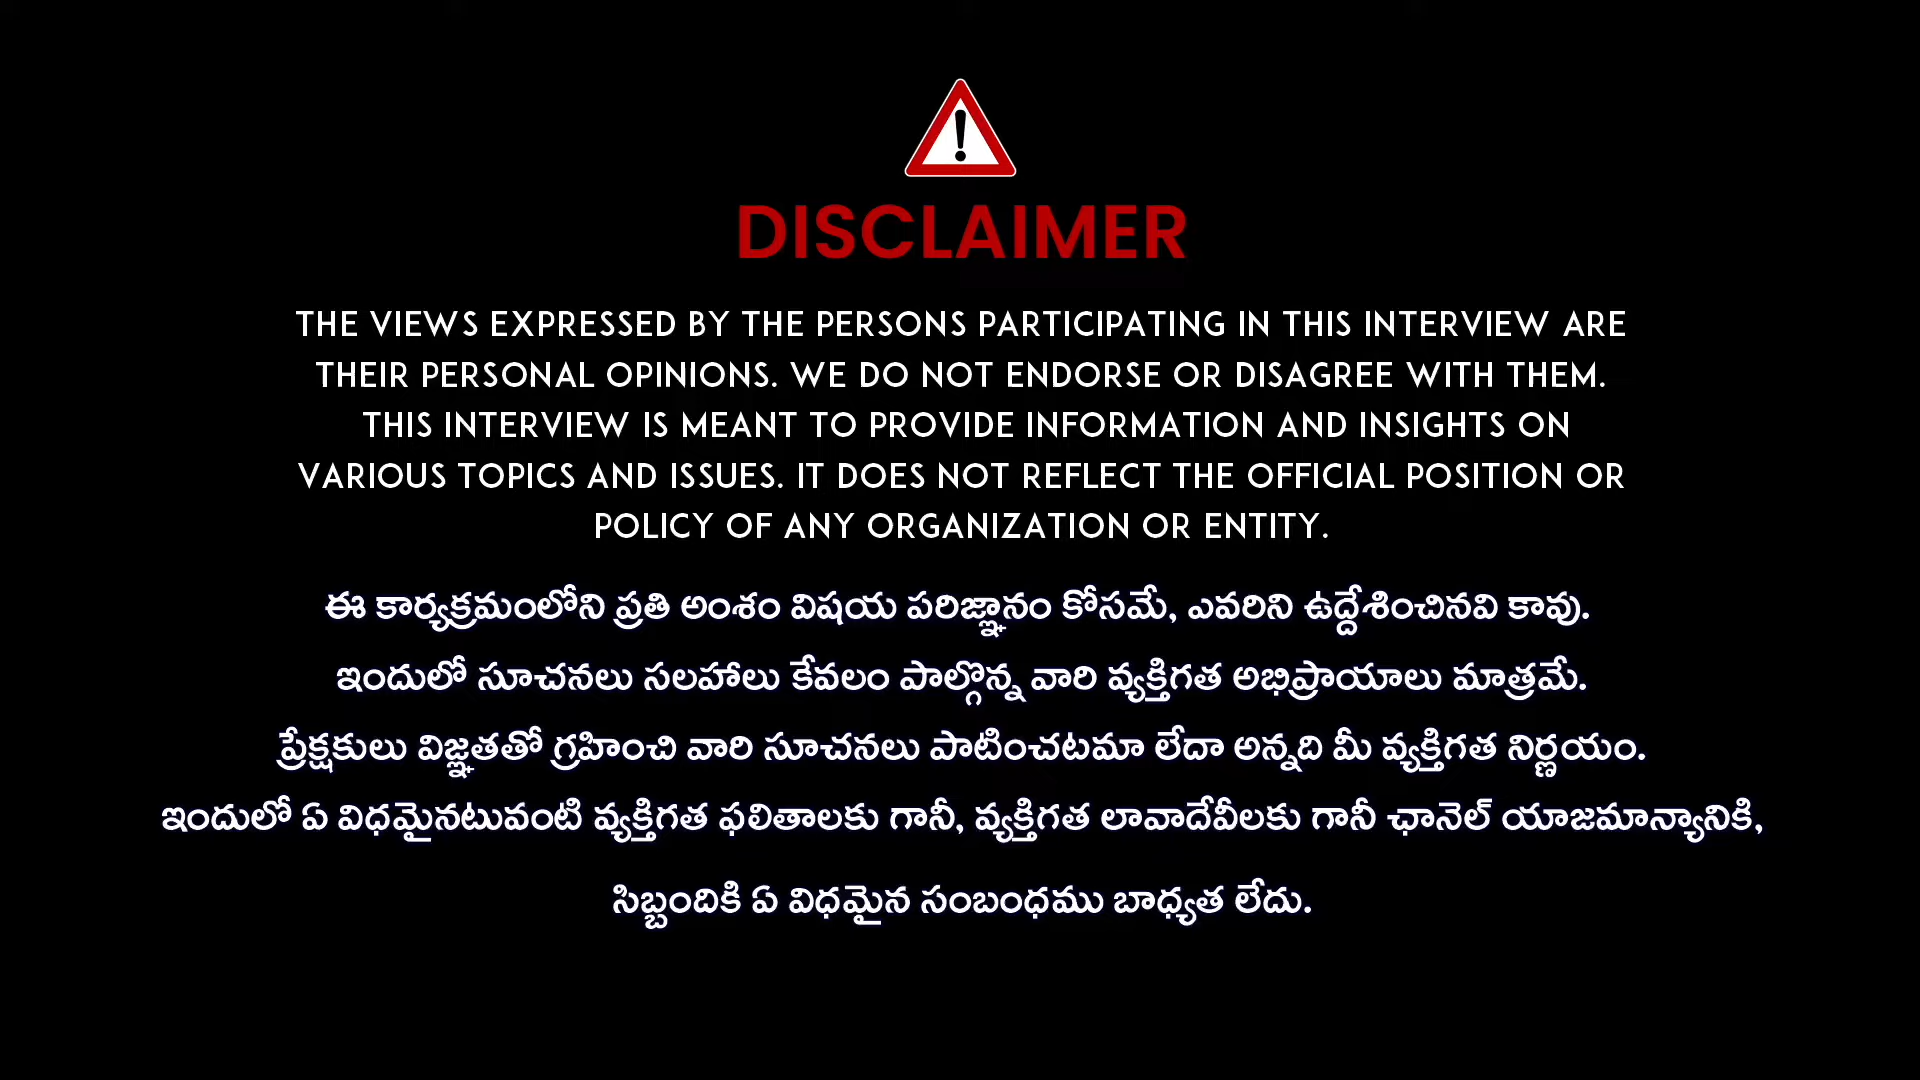 DISCLAIMER
THE VIEWS EXPRESSED BY THE PERSONS PARTICIPATING IN THIS INTERVIEW ARE
THEIR PERSONAL OPINIONS. WE DO NOT ENDORSE OR DISAGREE WITH THEM.
THIS INTERVIEW IS MEANT TO PROVIDE INFORMATION AND INSIGHTS ON
VARIOUS TOPICS AND ISSUES. IT DOES NOT REFLECT THE OFFICIAL POSITION OR
POLICY OF ANY ORGANIZATION OR ENTITY.
ఈ కార్యక్రమంలోని ప్రతి అంశం విషయ పరిజ్ఞానం కోసమే, ఎవరిని ఉద్దేశించినవి కావు.
ఇందులో సూచనలు సలహాలు కేవలం పాల్గొన్న వారి వ్యక్తిగత అభిప్రాయాలు మాత్రమే.
ప్రేక్షకులు విజ్ఞతతో గ్రహించి వారి సూచనలు పాటించటమా లేదా అన్నది మీ వ్యక్తిగత నిర్ణయం.
ఇందులో ఏ విధమైనటువంటి వ్యక్తిగత ఫలితాలకు గానీ, వ్యక్తిగత లావాదేవీలకు గానీ ఛానెల్ యాజమాన్యానికి,
సిబ్బందికి ఏ విధమైన సంబంధము బాధ్యత లేదు.